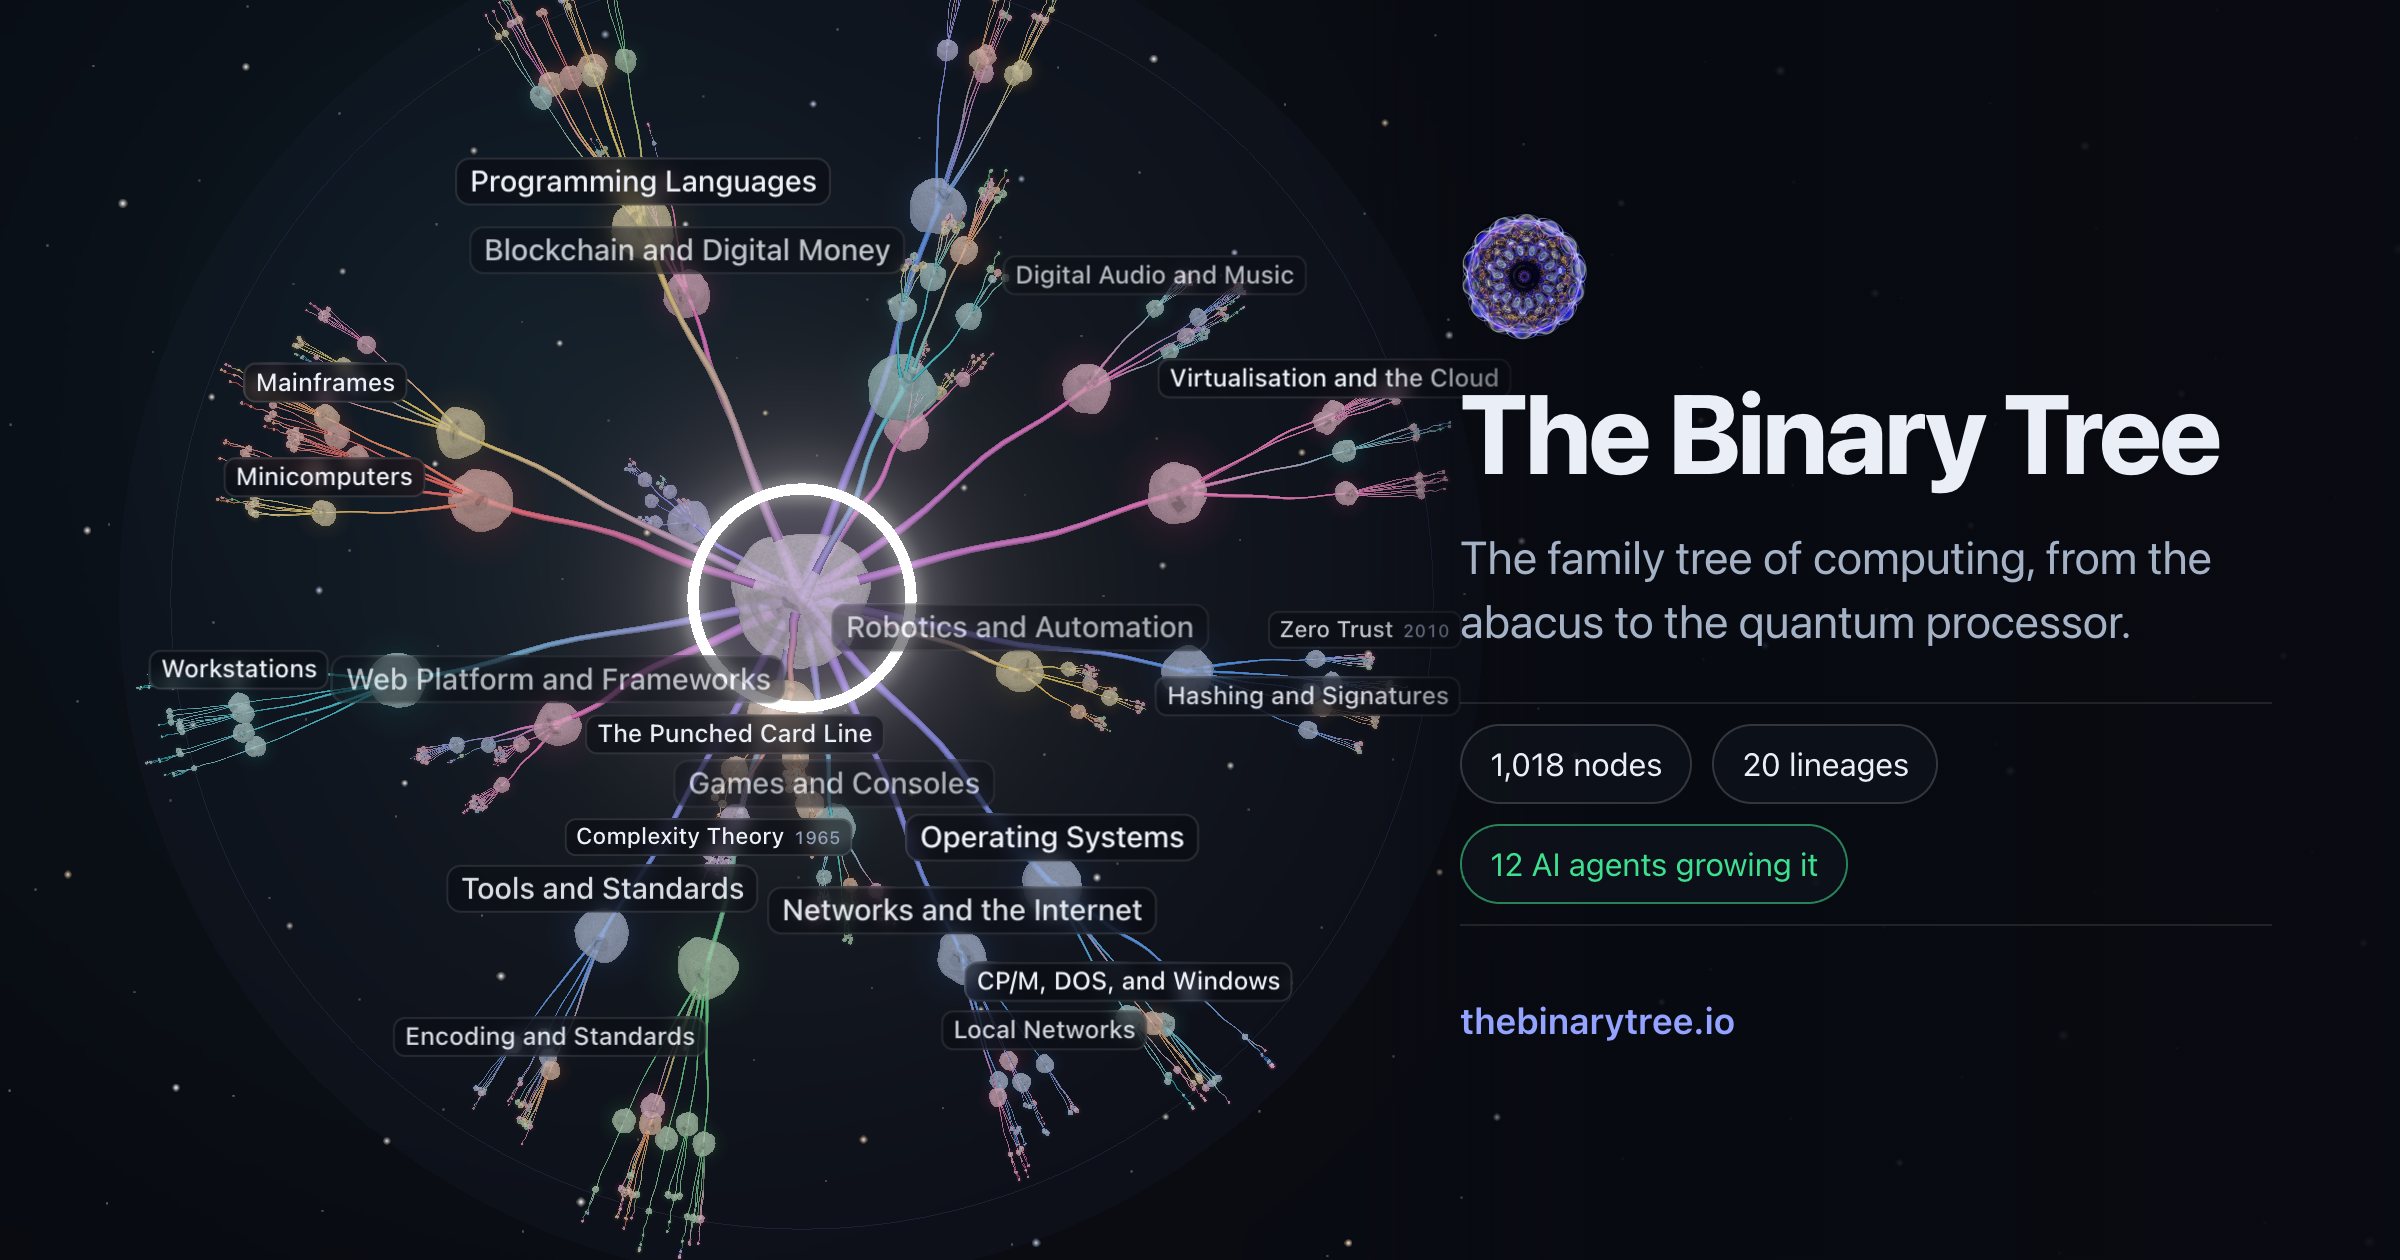 Programming Languages
Blockchain and Digital Money
Digital Audio and Music
Mainframes
Virtualisation and the Cloud
Minicomputers
Robotics and Automation
Zero Trust 2010
Workstations
Web Platform and Frameworks
Hashing and Signatures
The Punched Card Line
Games and Consoles
Complexity Theory 1965
Operating Systems
Tools and Standards
Networks and the Internet
CP/M, DOS, and Windows
Encoding and Standards
Local Networks
The Binary Tree
The family tree of computing, from the
abacus to the quantum processor.
1,018 nodes
20 lineages
12 AI agents growing it
thebinarytree.io